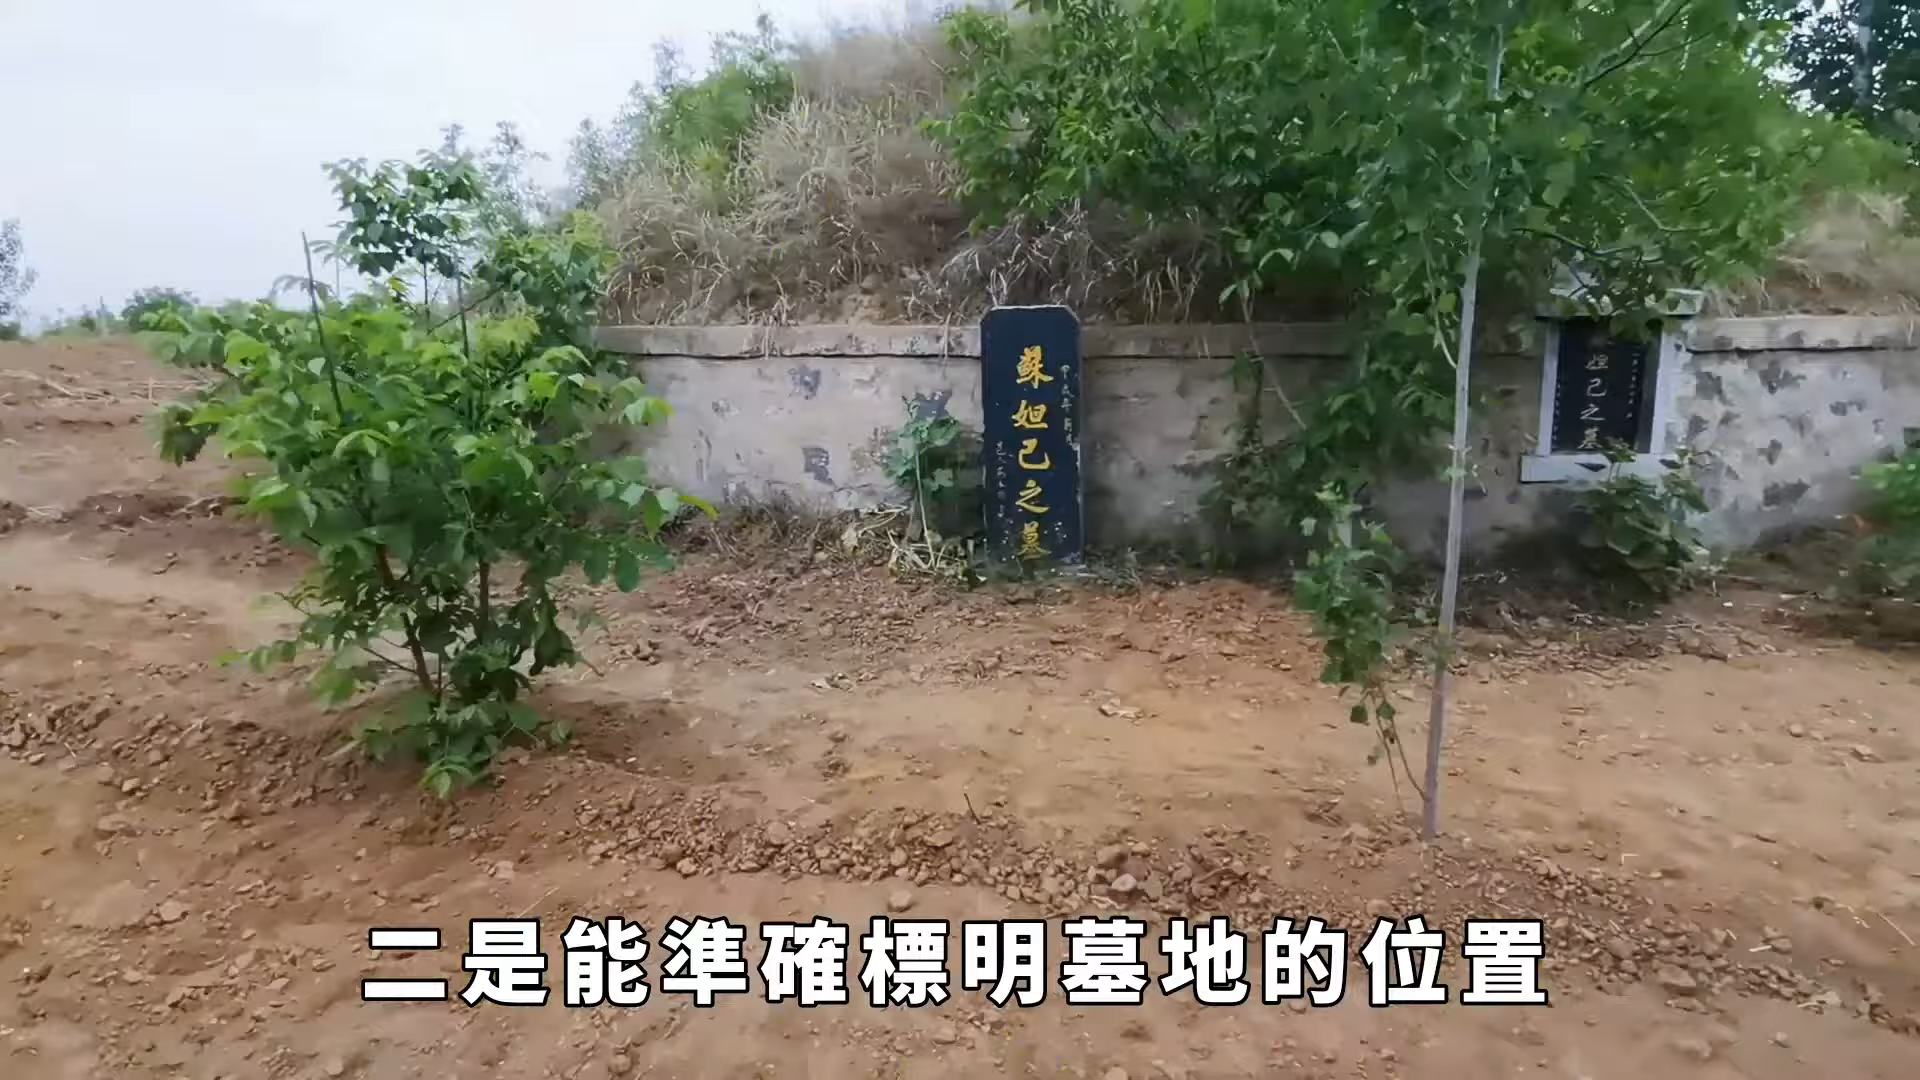 蘇妲己之墓
妲己之墓
二是能準確標明墓地的位置